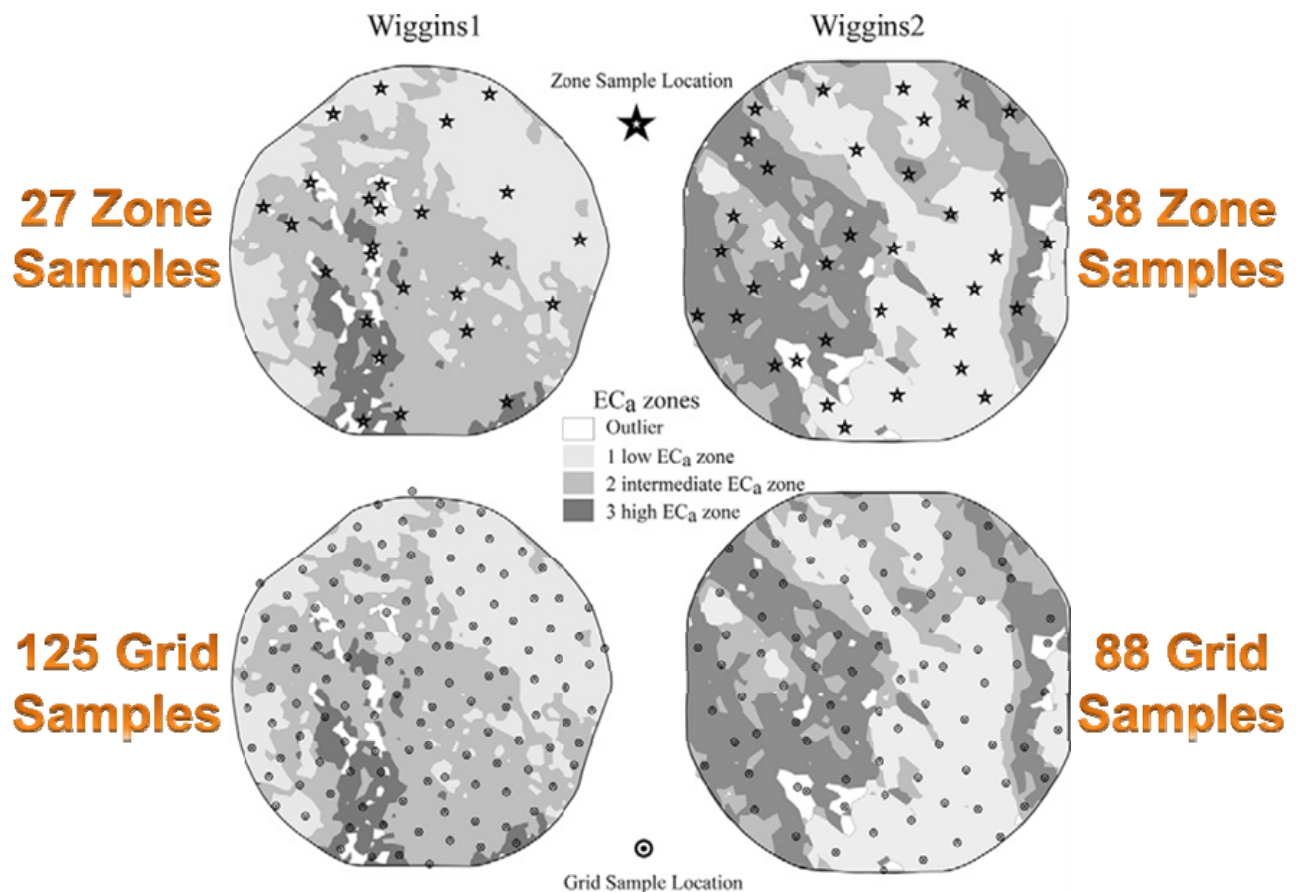 Wiggins1
Wiggins2
Zone Sample Location
27 Zone
Samples
38 Zone
Samples
ECa zones
Outlier
1 low ECa zone
2 intermediate ECa zone
3 high ECa zone
125 Grid
Samples
88 Grid
Samples
Grid Sample Location